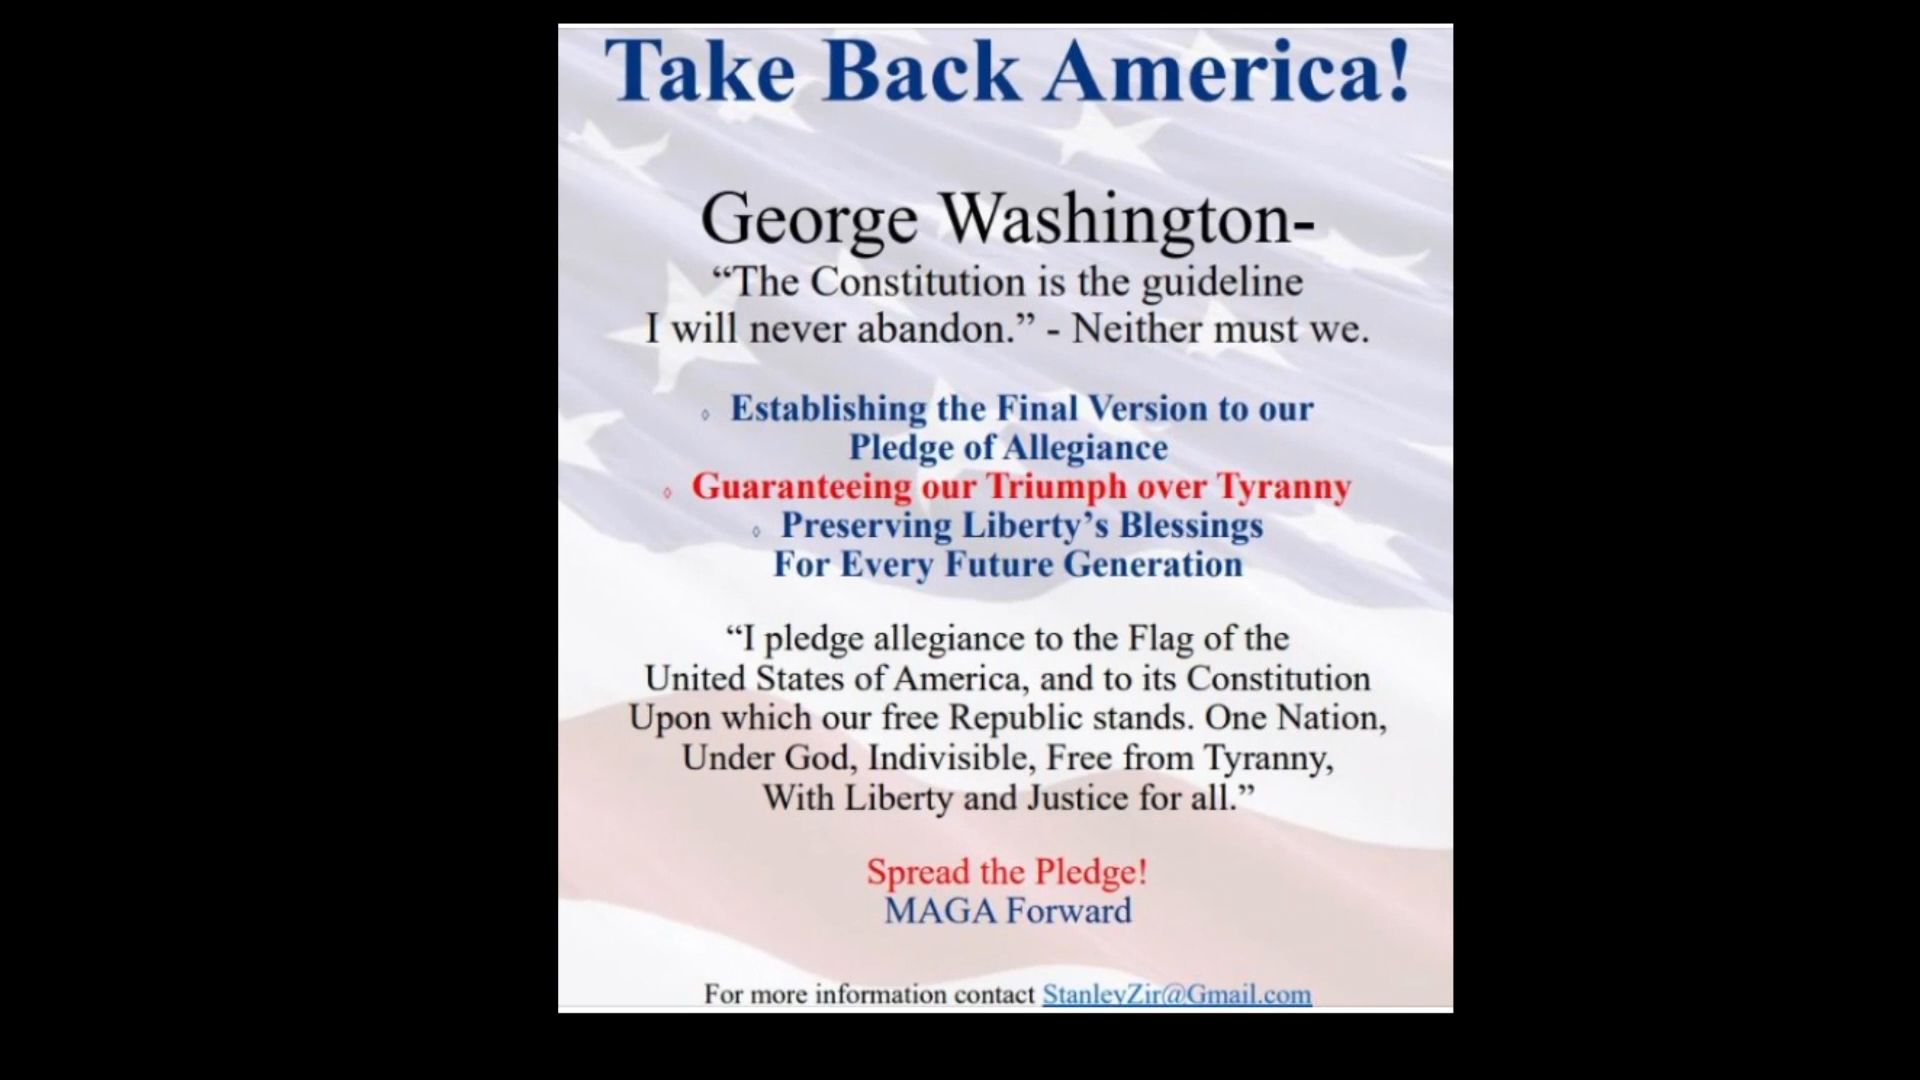 Take Back America!
George Washington-
“The Constitution is the guideline
I will never abandon.” - Neither must we.
◊ Establishing the Final Version to our
Pledge of Allegiance
◊ Guaranteeing our Triumph over Tyranny
◊ Preserving Liberty’s Blessings
For Every Future Generation
“I pledge allegiance to the Flag of the
United States of America, and to its Constitution
Upon which our free Republic stands. One Nation,
Under God, Indivisible, Free from Tyranny,
With Liberty and Justice for all.”
Spread the Pledge!
MAGA Forward
For more information contact StanleyZir@Gmail.com